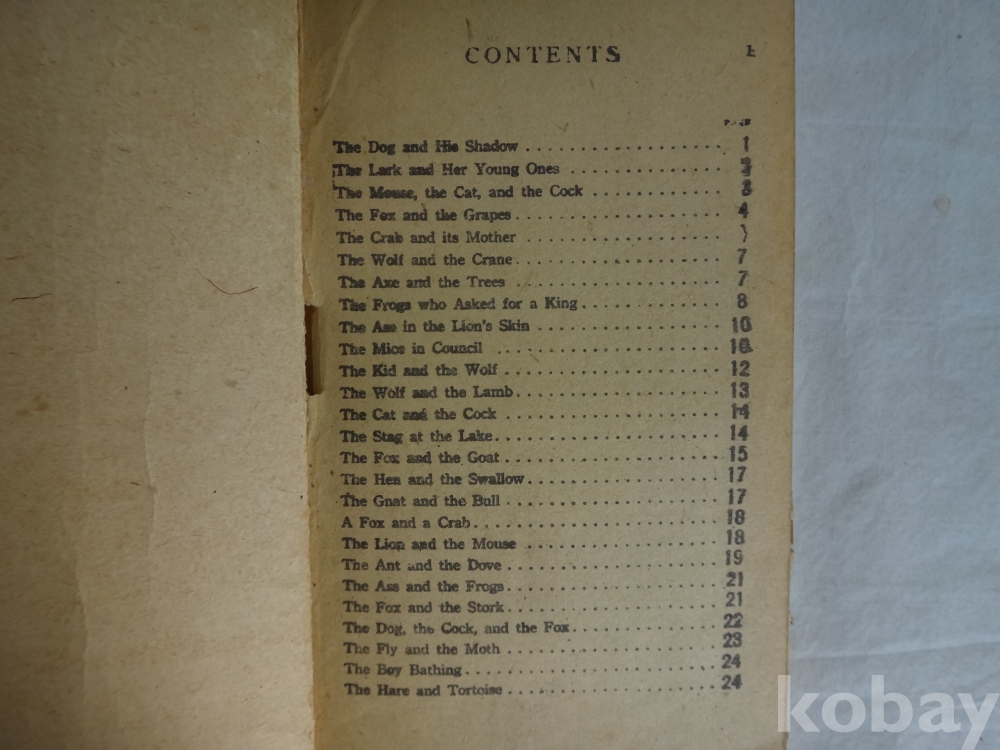 CONTENTS
The Dog and His Shadow .................... 1
The Lark and Her Young Ones ................
The Mouse, the Cat, and the Cock ............. 3
The Fox and the Grapes..................... 4
The Crab and its Mother ....................
The Wolf and the Crane..................... 7
The Axe and the Trees ..................... 7
The Frogs who Asked for a King.............. 8
The Ass in the Lion's Skin .................. 10
The Mice in Council ....................... 10
The Kid and the Wolf ...................... 12
The Wolf and the Lamb..................... 13
The Cat and the Cock ...................... 14
The Stag at the Lake....................... 14
The Fox and the Goat ...................... 15
The Hen and the Swallow.................... 17
The Gnat and the Bull ..................... 17
A Fox and a Crab......................... 18
The Lion and the Mouse .................... 18
The Ant and the Dove...................... 19
The Ass and the Frogs...................... 21
The Fox and the Stork...................... 21
The Dog, the Cock, and the Fox............... 22
The Fly and the Moth ...................... 23
The Boy Bathing.......................... 24
The Hare and Tortoise ...................... 24
kobay